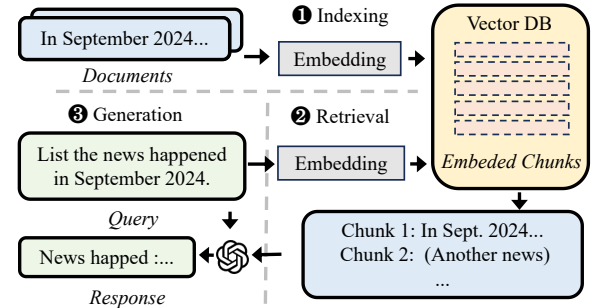 ❶ Indexing
In September 2024...
Documents
Embedding
Vector DB
Embeded Chunks
❸ Generation
❷ Retrieval
List the news happened
in September 2024.
Query
Embedding
Chunk 1: In Sept. 2024...
Chunk 2: (Another news)
...
News happed :...
Response